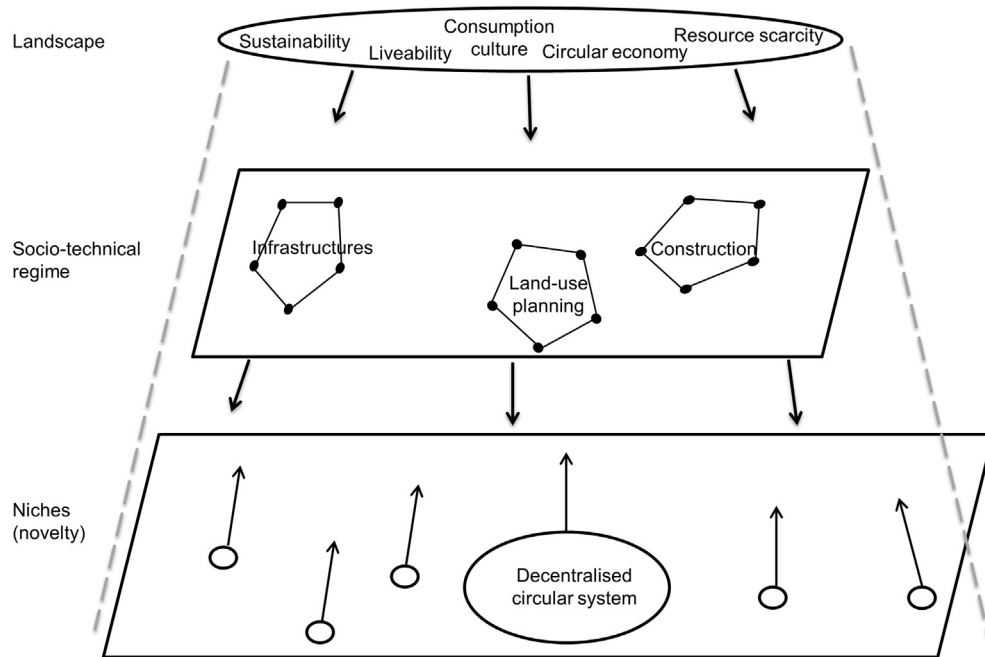 Landscape
Sustainability
Liveability
Consumption
culture
Circular economy
Resource scarcity
Socio-technical
regime
Infrastructures
Land-use
planning
Construction
Niches
(novelty)
Decentralised
circular system